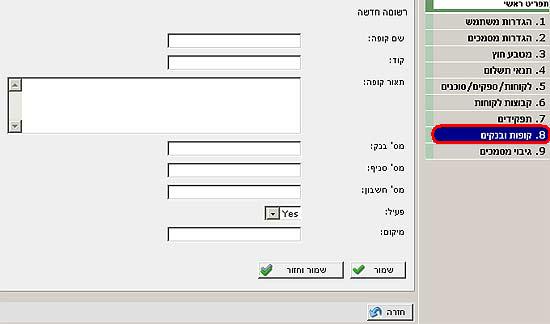 תפריט ראשי
1. הגדרות משתמש
2. הגדרות מסמכים
3. מטבע חוץ
4. תנאי תשלום
5. לקוחות/ספקים/סוכנים
6. קבוצות לקוחות
7. תפקידים
8. קופות ובנקים
9. גיבוי מסמכים
רשומה חדשה
שם קופה:
קוד:
תאור קופה:
מס' בנק:
מס' סניף:
מס' חשבון:
פעיל: Yes
מיקום:
שמור
שמור וחזור
חזרה